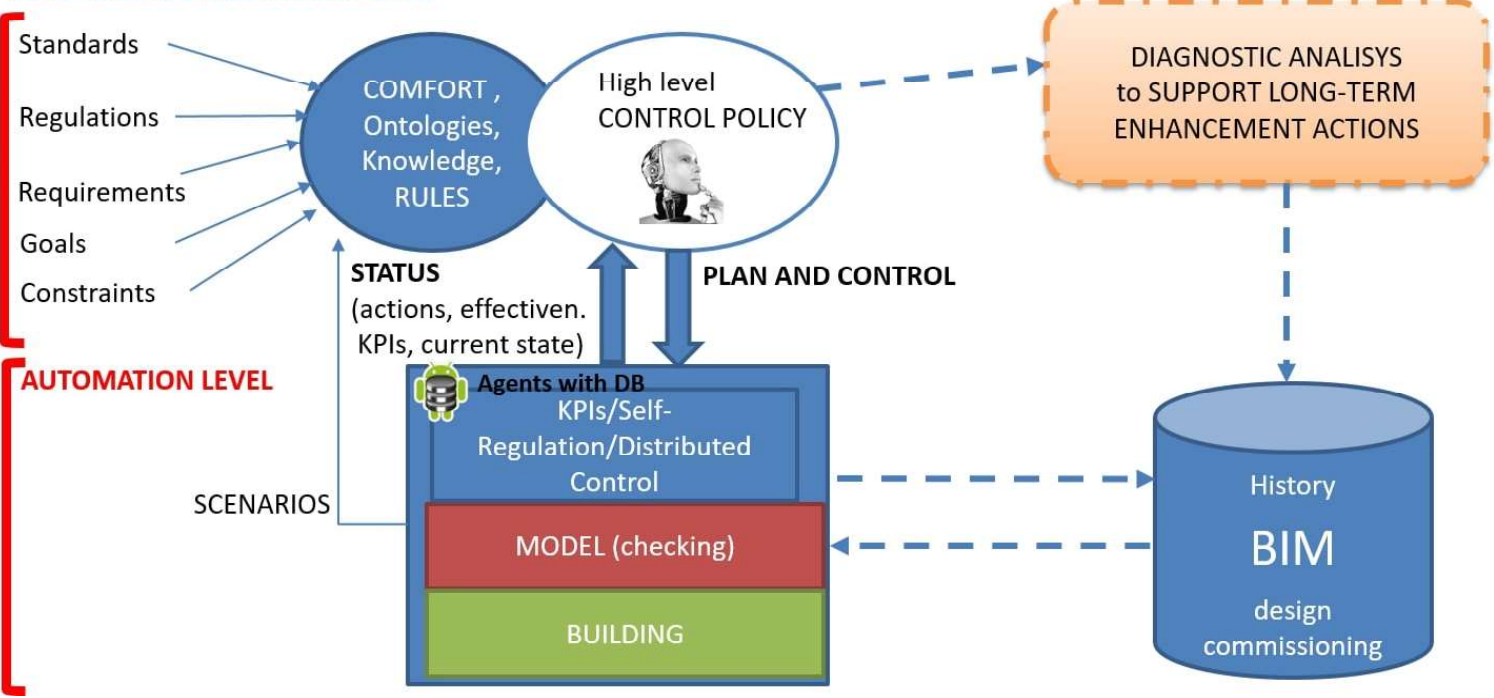 Standards
Regulations
Requirements
Goals
Constraints
COMFORT ,
Ontologies,
Knowledge,
RULES
High level
CONTROL POLICY
DIAGNOSTIC ANALISYS
to SUPPORT LONG-TERM
ENHANCEMENT ACTIONS
STATUS
(actions, effectiven.
KPIs, current state)
PLAN AND CONTROL
AUTOMATION LEVEL
Agents with DB
KPIs/Self-
Regulation/Distributed
Control
SCENARIOS
MODEL (checking)
BUILDING
History
BIM
design
commissioning